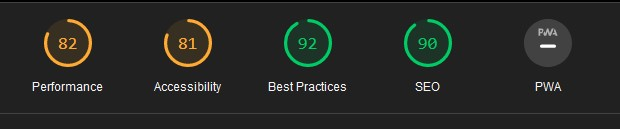 82 81 92 90 PWA
Performance Accessibility Best Practices SEO PWA